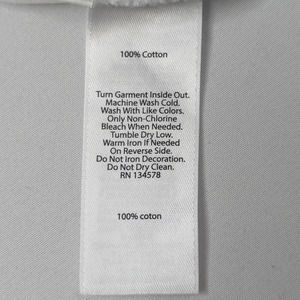 100% Cotton
Turn Garment Inside Out.
Machine Wash Cold.
Wash With Like Colors.
Only Non-Chlorine
Bleach When Needed.
Tumble Dry Low.
Warm Iron If Needed
On Reverse Side.
Do Not Iron Decoration.
Do Not Dry Clean.
RN 134578
100% coton